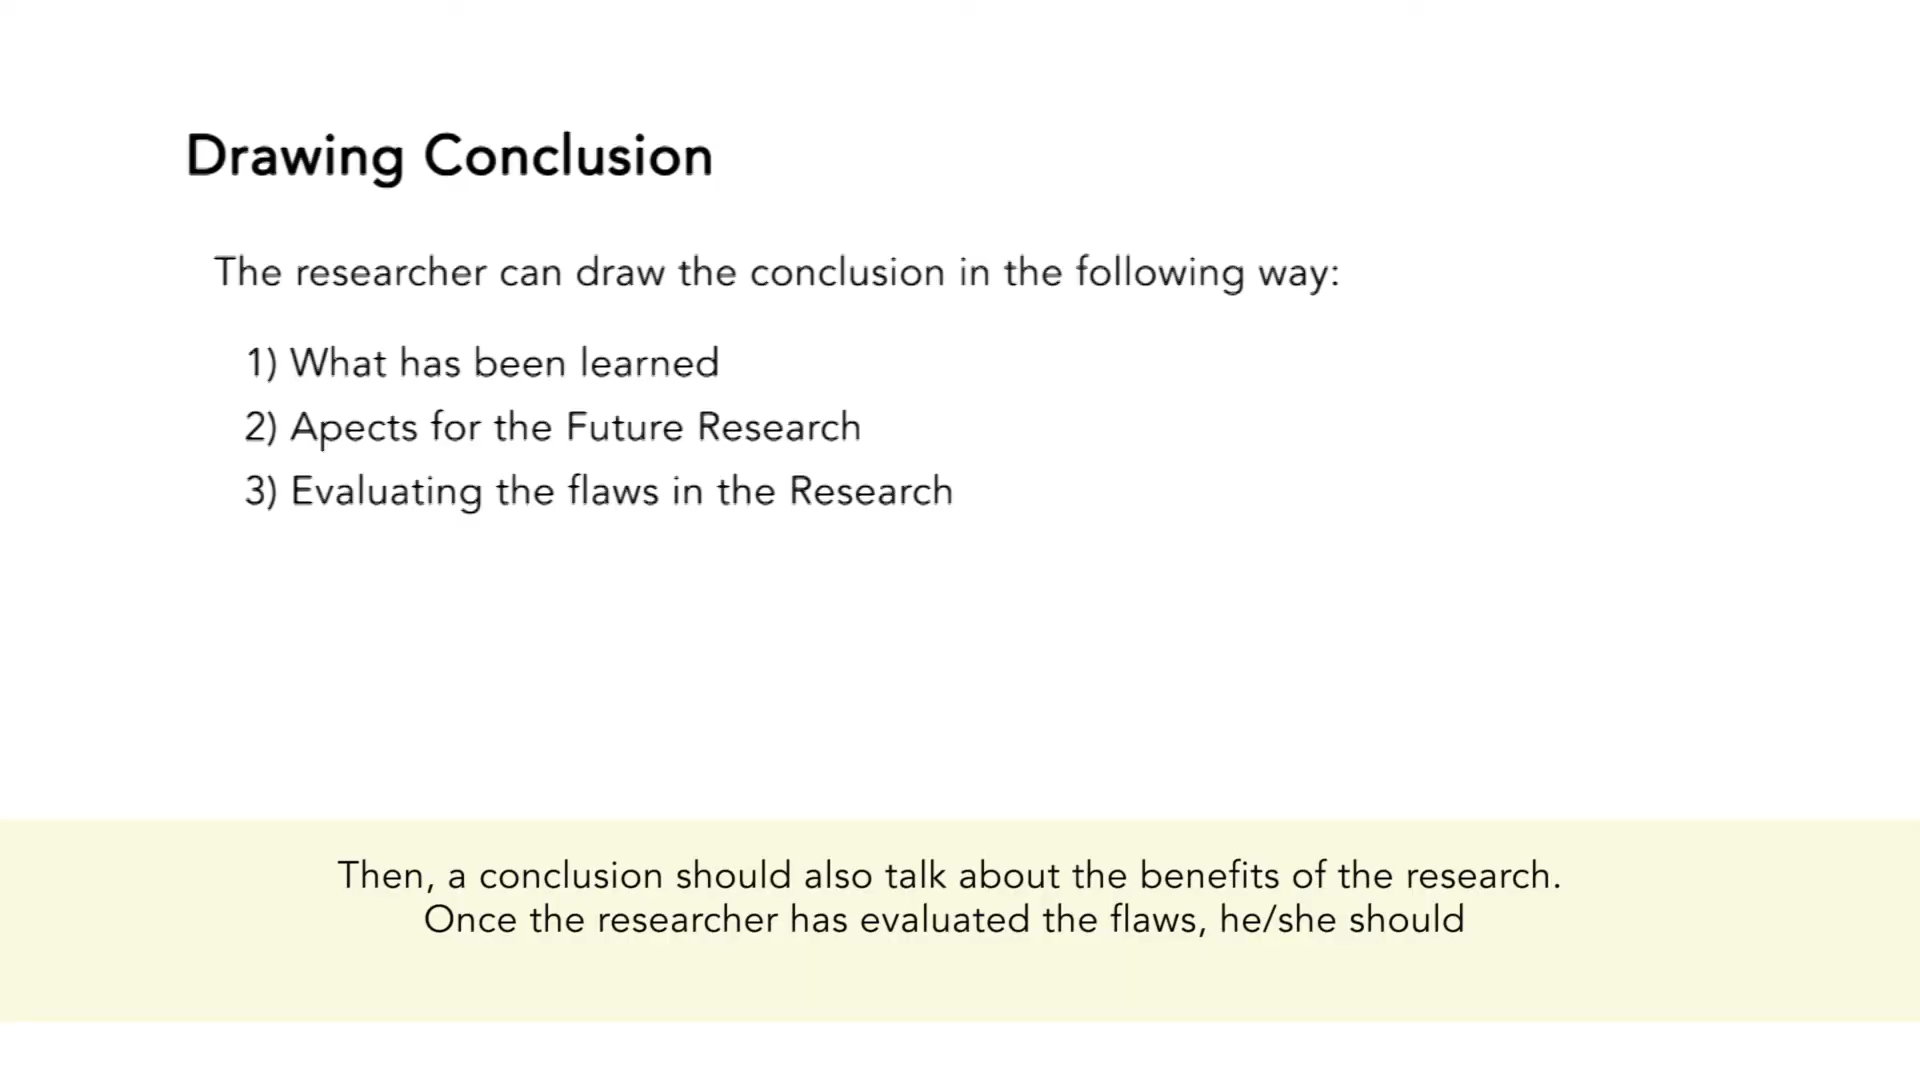 Drawing Conclusion
The researcher can draw the conclusion in the following way:
1) What has been learned
2) Apects for the Future Research
3) Evaluating the flaws in the Research
Then, a conclusion should also talk about the benefits of the research.
Once the researcher has evaluated the flaws, he/she should